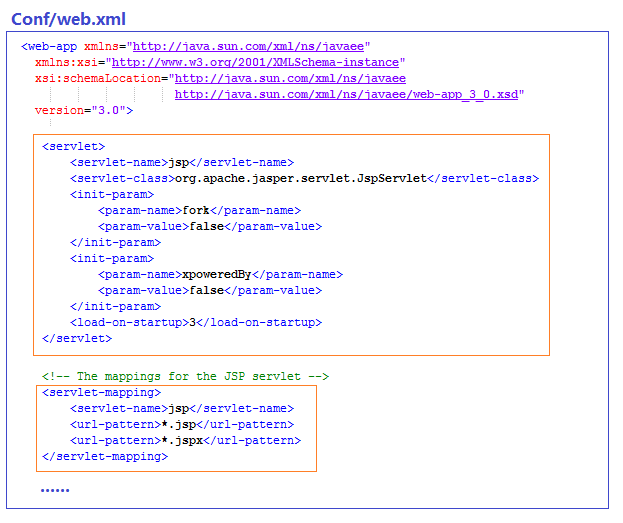 Conf/web.xml
<web-app xmlns="http://java.sun.com/xml/ns/javaee"
xmlns:xsi="http://www.w3.org/2001/XMLSchema-instance"
xsi:schemaLocation="http://java.sun.com/xml/ns/javaee
http://java.sun.com/xml/ns/javaee/web-app_3_0.xsd"
version="3.0">
<servlet>
<servlet-name>jsp</servlet-name>
<servlet-class>org.apache.jasper.servlet.JspServlet</servlet-class>
<init-param>
<param-name>fork</param-name>
<param-value>false</param-value>
</init-param>
<init-param>
<param-name>xpoweredBy</param-name>
<param-value>false</param-value>
</init-param>
<load-on-startup>3</load-on-startup>
</servlet>
<!-- The mappings for the JSP servlet -->
<servlet-mapping>
<servlet-name>jsp</servlet-name>
<url-pattern>*.jsp</url-pattern>
<url-pattern>*.jspx</url-pattern>
</servlet-mapping>
......